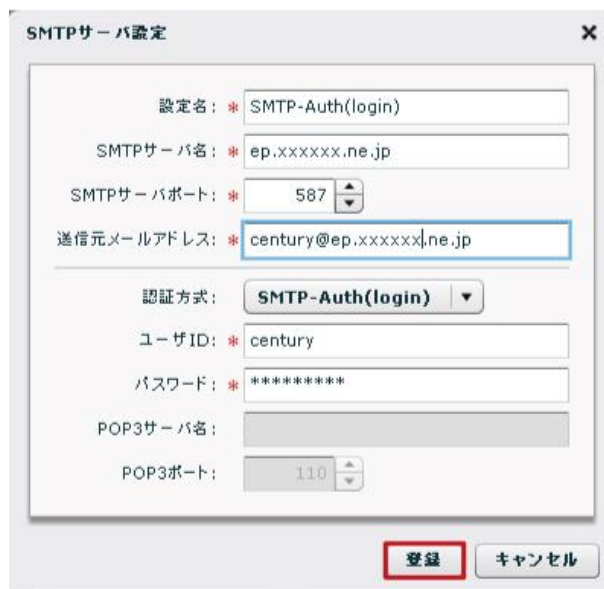 SMTPサーバ設定
設定名: * SMTP-Auth(login)
SMTPサーバ名: * ep.xxxxxx.ne.jp
SMTPサーバポート: * 587
送信元メールアドレス: * century@ep.xxxxxx.ne.jp
認証方式: SMTP-Auth(login)
ユーザID: * century
パスワード: * *********
POP3サーバ名:
POP3ポート: 110
登録 キャンセル